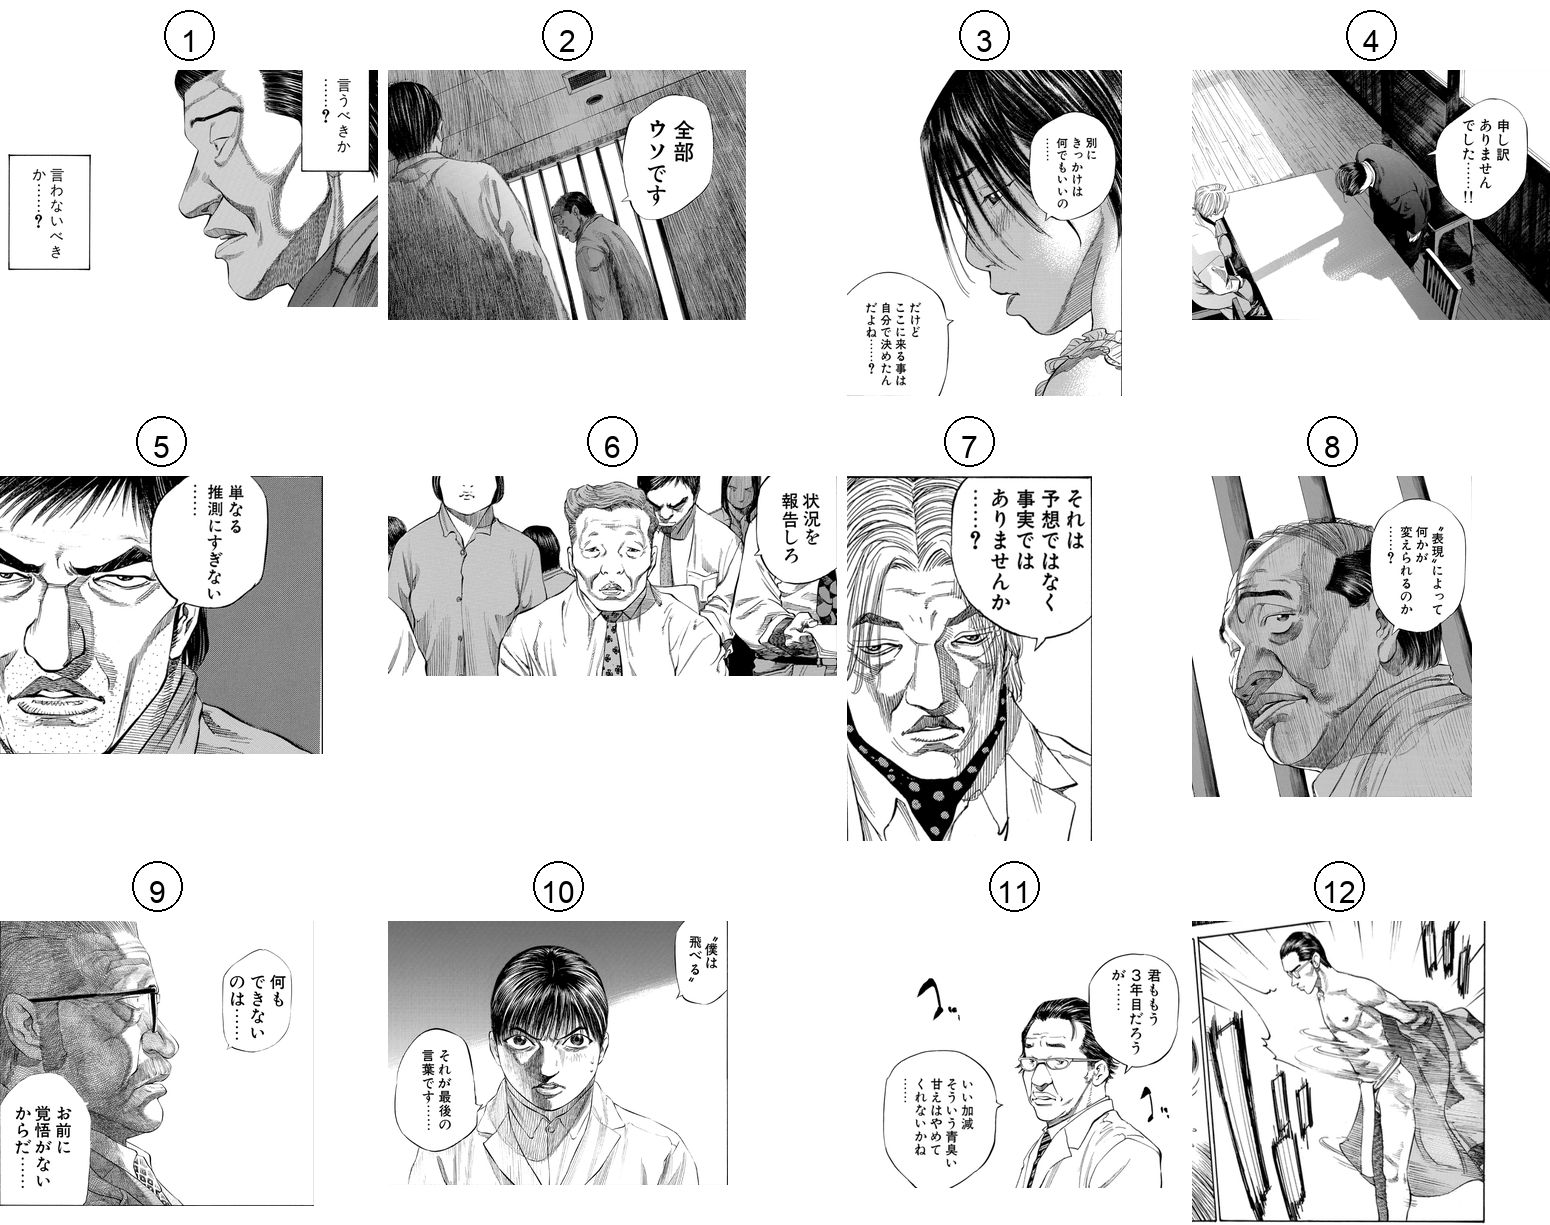 1
言うべきか
……?
言わないべき
か……?
2
全部
ウソです
3
別に
きっかけは
何でもいいの
……
だけど
ここに来る事は
自分で決めたん
だよね……?
4
申し訳
ありません
でした……!!
5
単なる
推測にすぎない
……
6
状況を
報告しろ
7
それは
予想ではなく
事実では
ありませんか
……?
8
〝表現〟によって
何かが
変えられるのか
……?
9
何も
できない
のは……
お前に
覚悟がない
からだ……
10
〝僕は
飛べる〟
それが最後の
言葉です……
11
君ももう
3年目だろう
が……
いい加減
そういう青臭い
甘えはやめて
くれないかね
……
12